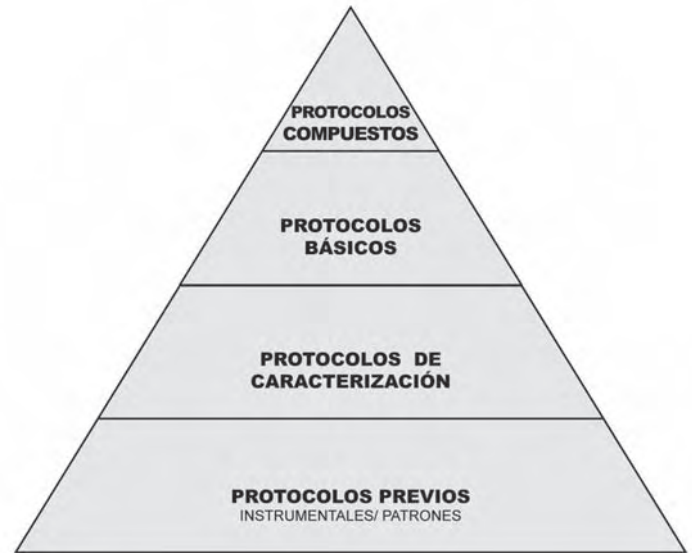 PROTOCOLOS
COMPUESTOS
PROTOCOLOS
BÁSICOS
PROTOCOLOS DE
CARACTERIZACIÓN
PROTOCOLOS PREVIOS
INSTRUMENTALES/ PATRONES